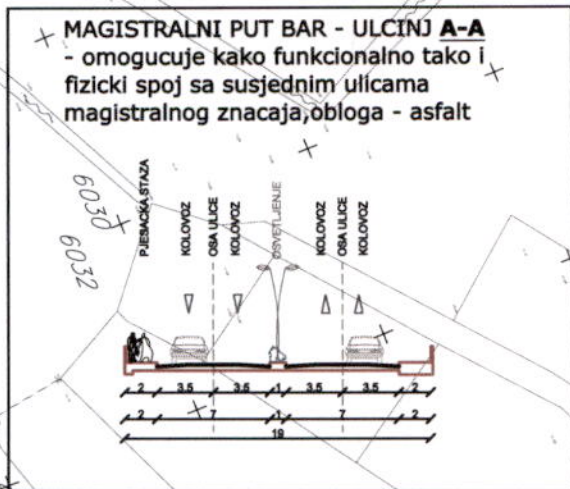 MAGISTRALNI PUT BAR - ULCINJ A-A
- omogucuje kako funkcionalno tako i
fizicki spoj sa susjednim ulicama
magistralnog znacaja,obloga - asfalt
6030
6032
PJESACKA STAZA
KOLOVOZ
OSA ULICE
KOLOVOZ
OSVETLJENJE
KOLOVOZ
OSA ULICE
KOLOVOZ
2 3.5 3.5 1 3.5 3.5 2
2 7 1 7 2
19